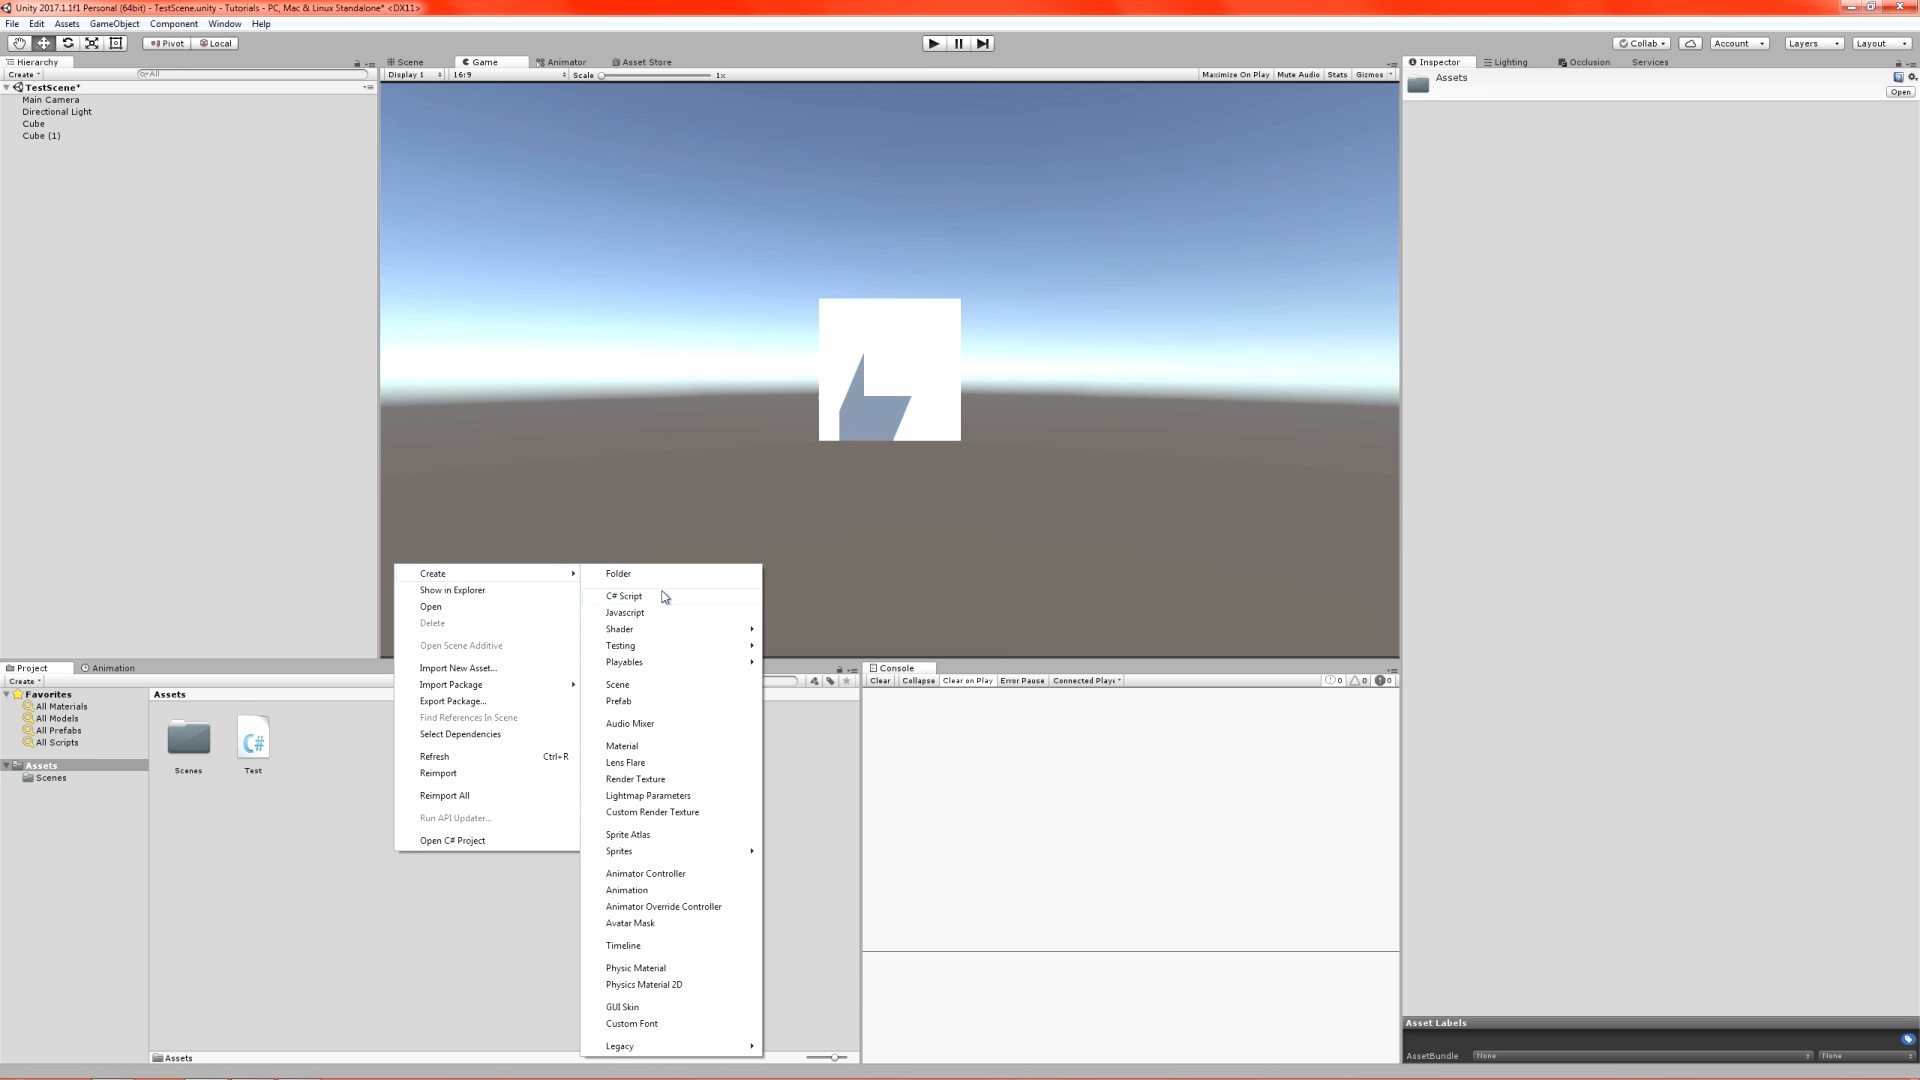 Unity 2017.1.1f1 Personal (64bit) - TestScene.unity - Tutorials - PC, Mac & Linux Standalone* <DX11>
File Edit Assets GameObject Component Window Help
Pivot Local Collab Account Layers Layout
Hierarchy
Create All
TestScene*
Main Camera
Directional Light
Cube
Cube (1)
Scene Game Animator Asset Store
Display 1 16:9 Scale 1x Maximize On Play Mute Audio Stats Gizmos
Inspector Lighting Occlusion Services
Assets
Open
Create
Show in Explorer
Open
Delete
Open Scene Additive
Import New Asset...
Import Package
Export Package...
Find References In Scene
Select Dependencies
Refresh Ctrl+R
Reimport
Reimport All
Run API Updater...
Open C# Project
Folder
C# Script
Javascript
Shader
Testing
Playables
Scene
Prefab
Audio Mixer
Material
Lens Flare
Render Texture
Lightmap Parameters
Custom Render Texture
Sprite Atlas
Sprites
Animator Controller
Animation
Animator Override Controller
Avatar Mask
Timeline
Physic Material
Physics Material 2D
GUI Skin
Custom Font
Legacy
Project Animation
Create
Favorites
All Materials
All Models
All Prefabs
All Scripts
Assets
Scenes
Assets
C#
Scenes Test
Assets
Console
Clear Collapse Clear on Play Error Pause Connected Playe 0 0 0
Asset Labels
AssetBundle None None